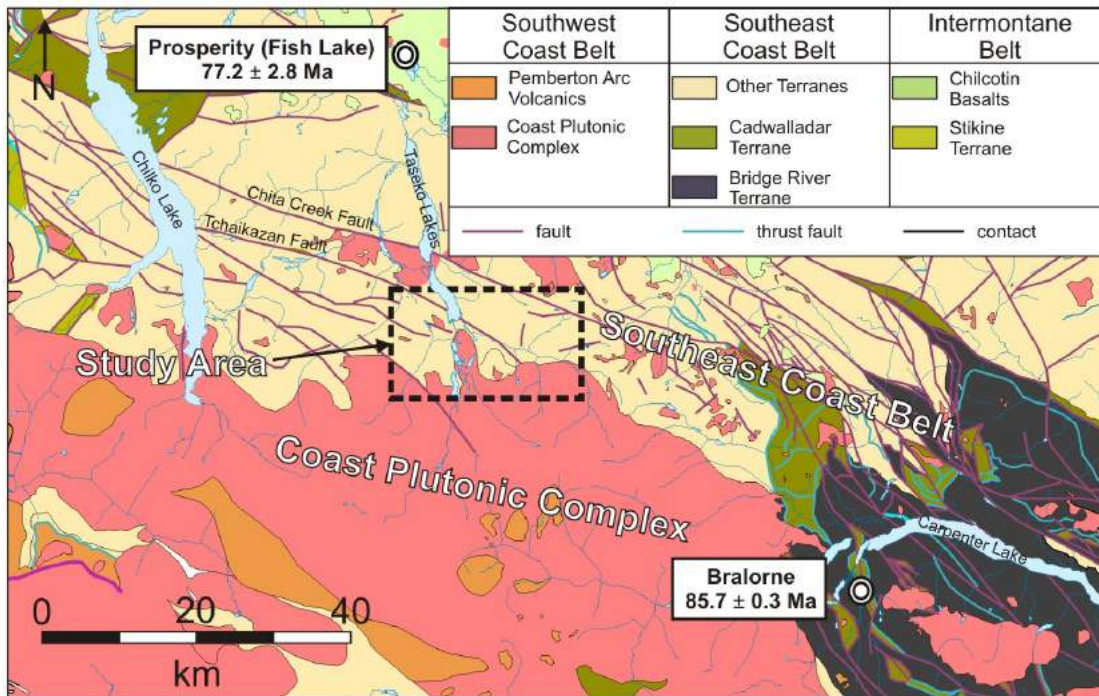 N
Prosperity (Fish Lake)
77.2 ± 2.8 Ma
Southwest
Coast Belt
Pemberton Arc
Volcanics
Coast Plutonic
Complex
Southeast
Coast Belt
Other Terranes
Cadwalladar
Terrane
Bridge River
Terrane
Intermontane
Belt
Chilcotin
Basalts
Stikine
Terrane
fault
thrust fault
contact
Chilko Lake
Taseko Lakes
Chita Creek Fault
Tchaikazan Fault
Study Area
Southeast Coast Belt
Coast Plutonic Complex
Carpenter Lake
Bralorne
85.7 ± 0.3 Ma
0 20 40
km